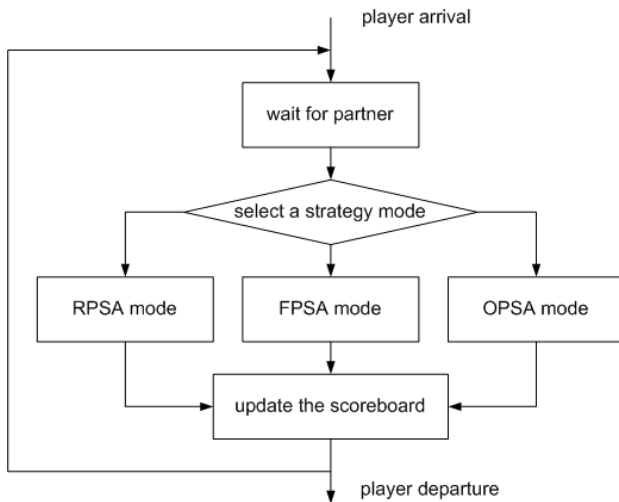 player arrival
wait for partner
select a strategy mode
RPSA mode
FPSA mode
OPSA mode
update the scoreboard
player departure